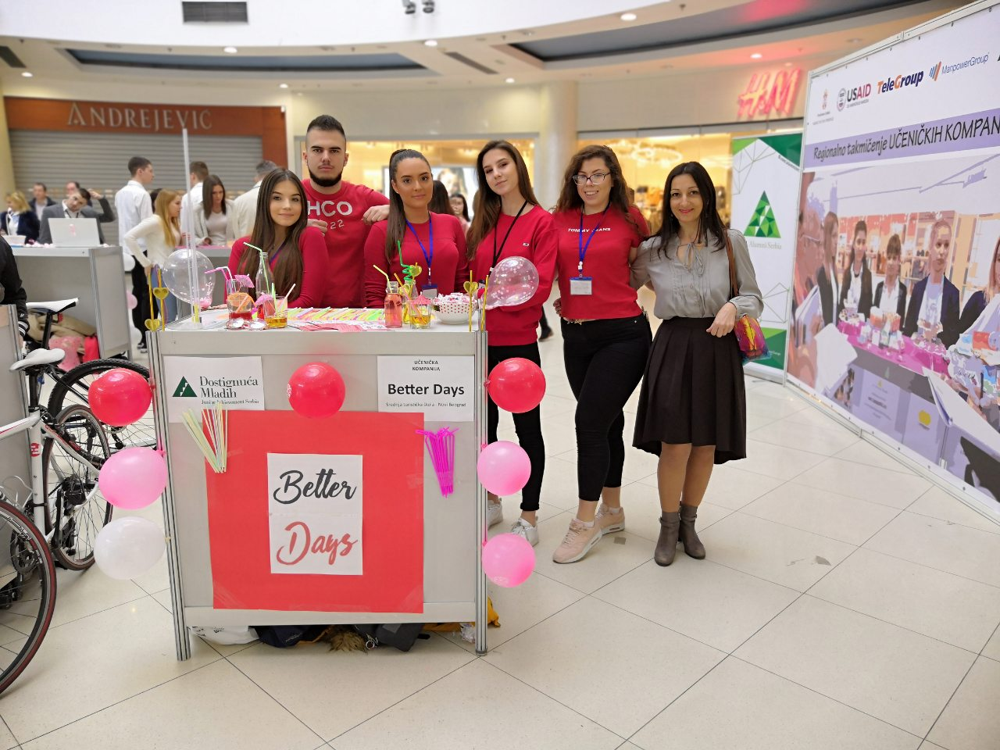 ANDREJEVIC
H&M
USAID
TeleGroup
ManpowerGroup
Regionalno takmičenje UČENIČKIH KOMPAN
Alumni Serbia
HCO
22
TOMMY JEANS
Dostignuća
Mladih
Junior Achievement Serbia
UČENIČKA
KOMPANIJA
Better Days
Srednja turistička škola - Novi Beograd
Better
Days